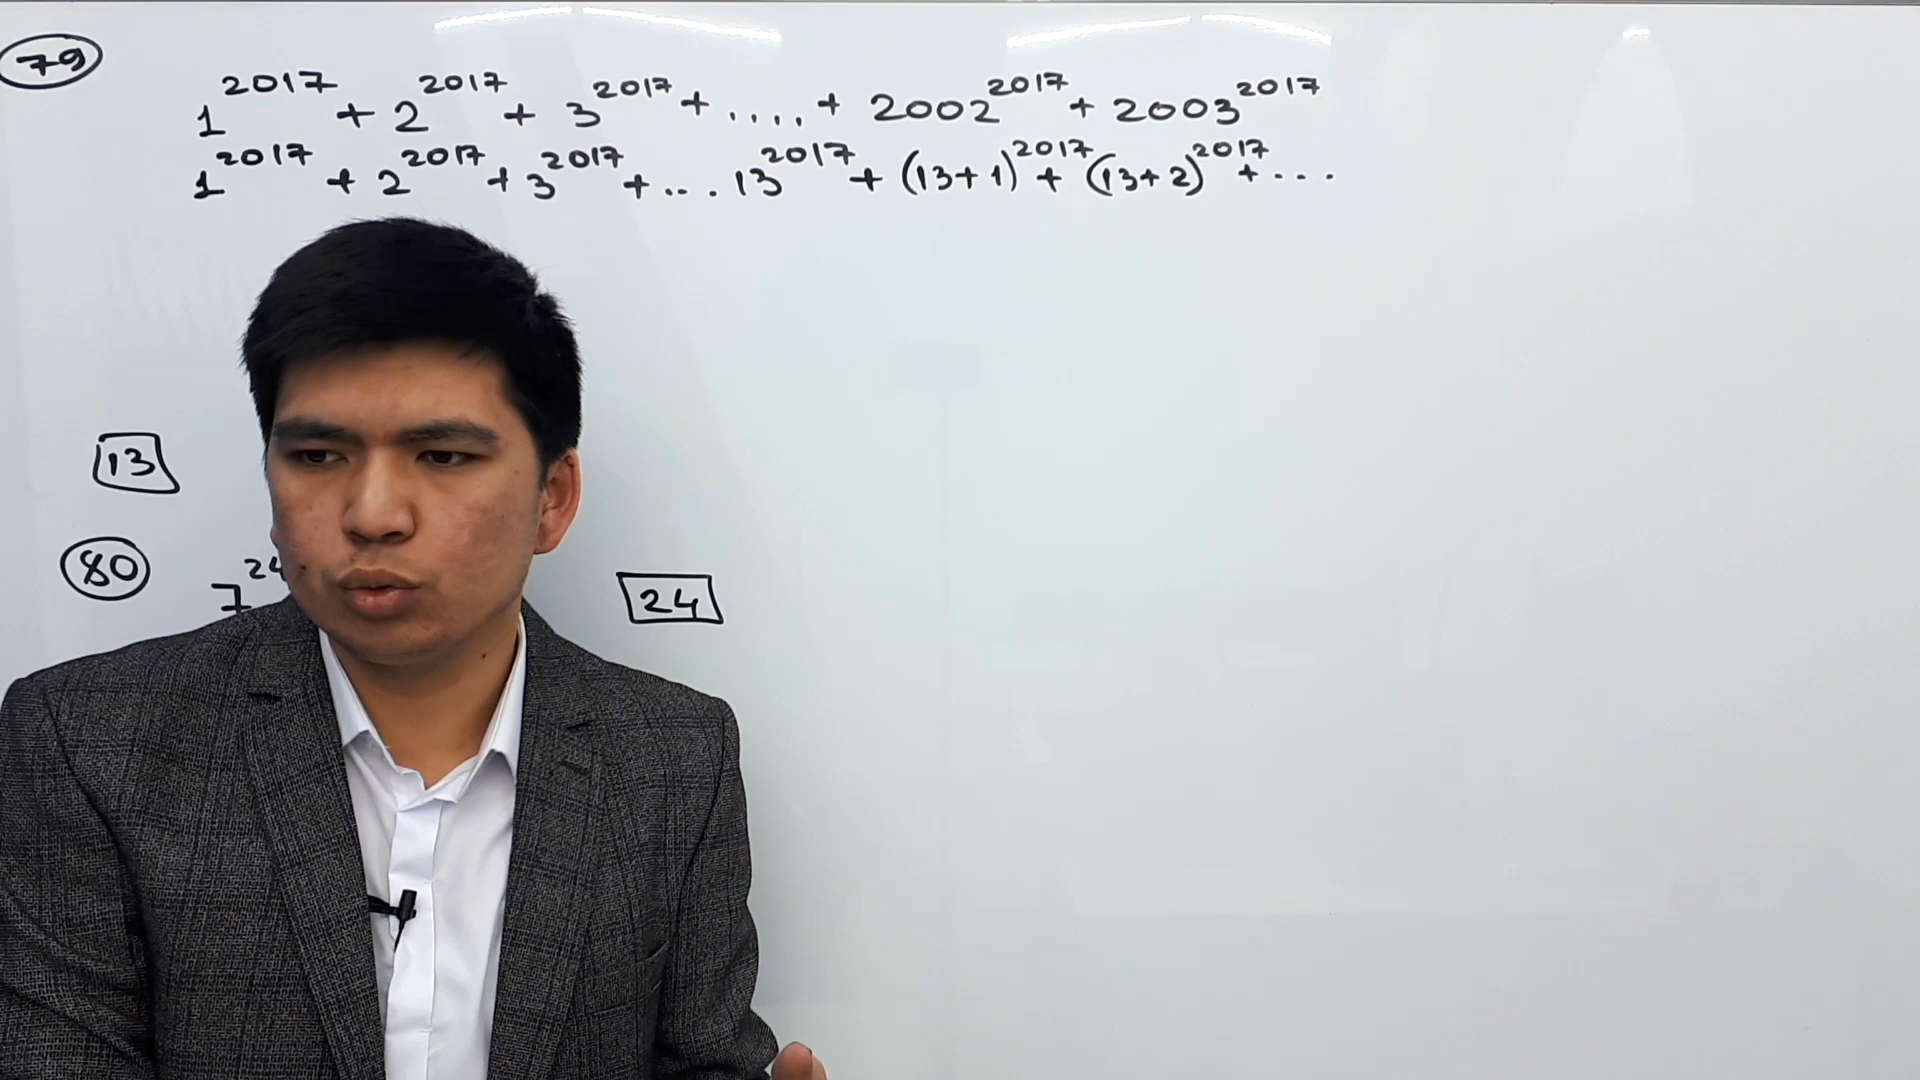 79
1^2017 + 2^2017 + 3^2017 + .... + 2002^2017 + 2003^2017
1^2017 + 2^2017 + 3^2017 + ... 13^2017 + (13+1)^2017 + (13+2)^2017 + ...
13
80 7^24 24